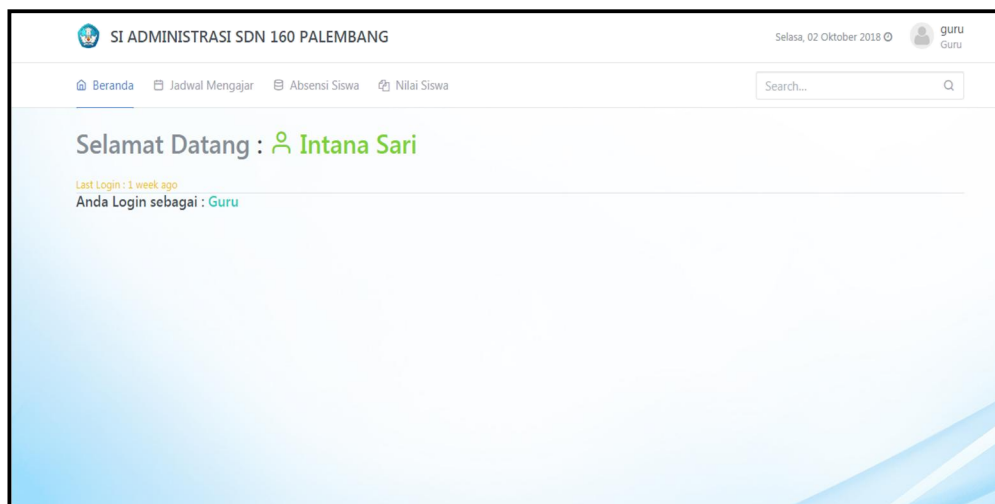 SI ADMINISTRASI SDN 160 PALEMBANG
Selasa, 02 Oktober 2018
guru
Guru
Beranda Jadwal Mengajar Absensi Siswa Nilai Siswa
Search...
Selamat Datang : Intana Sari
Last Login : 1 week ago
Anda Login sebagai : Guru